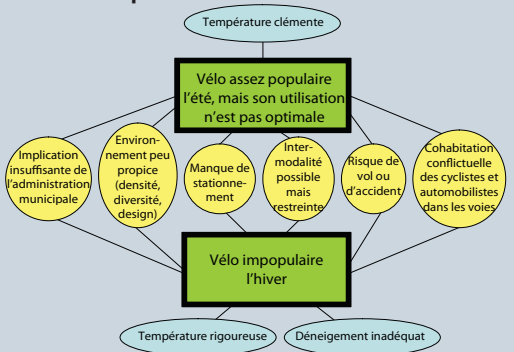 Température clémente
Vélo assez populaire
l'été, mais son utilisation
n'est pas optimale
Implication
insuffisante de
l'administration
municipale
Environ-
nement peu
propice
(densité,
diversité,
design)
Manque de
stationne-
ment
Inter-
modalité
possible
mais
restreinte
Risque de
vol ou
d'accident
Cohabitation
conflictuelle
des cyclistes et
automobilistes
dans les voies
Vélo impopulaire
l'hiver
Température rigoureuse
Déneigement inadéquat